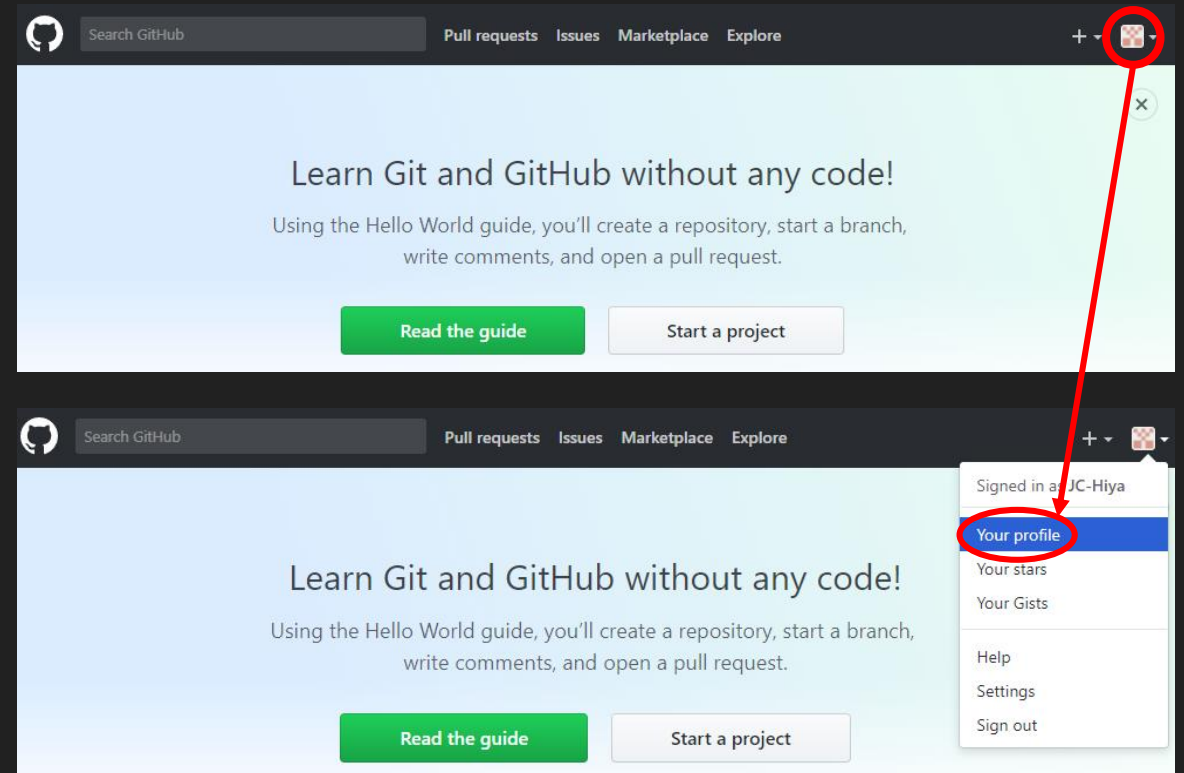 Search GitHub Pull requests Issues Marketplace Explore
Learn Git and GitHub without any code!
Using the Hello World guide, you’ll create a repository, start a branch,
write comments, and open a pull request.
Read the guide Start a project
Search GitHub Pull requests Issues Marketplace Explore
Signed in as JC-Hiya
Your profile
Your stars
Your Gists
Help
Settings
Sign out
Learn Git and GitHub without any code!
Using the Hello World guide, you’ll create a repository, start a branch,
write comments, and open a pull request.
Read the guide Start a project